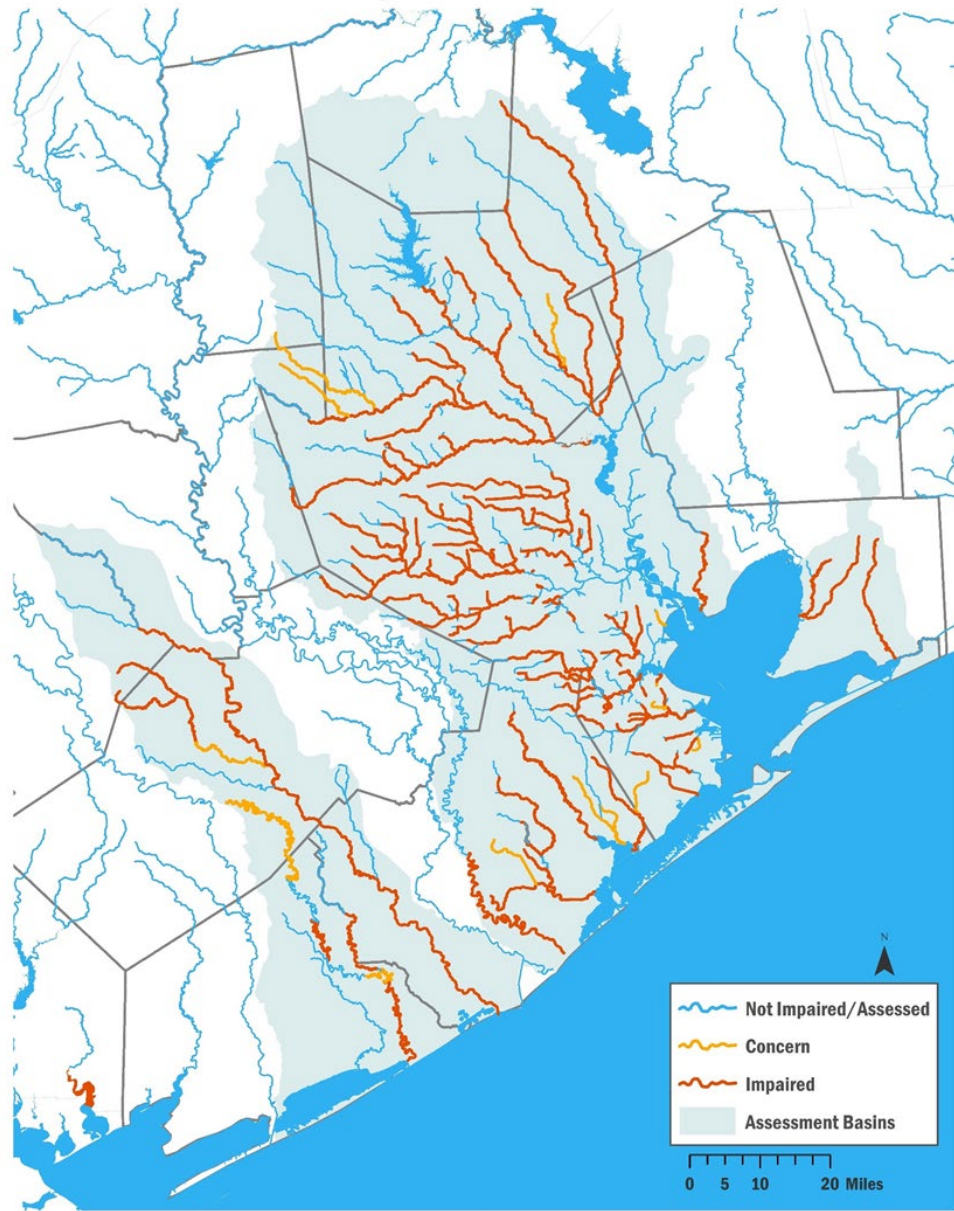 N
Not Impaired/Assessed
Concern
Impaired
Assessment Basins
0 5 10 20 Miles